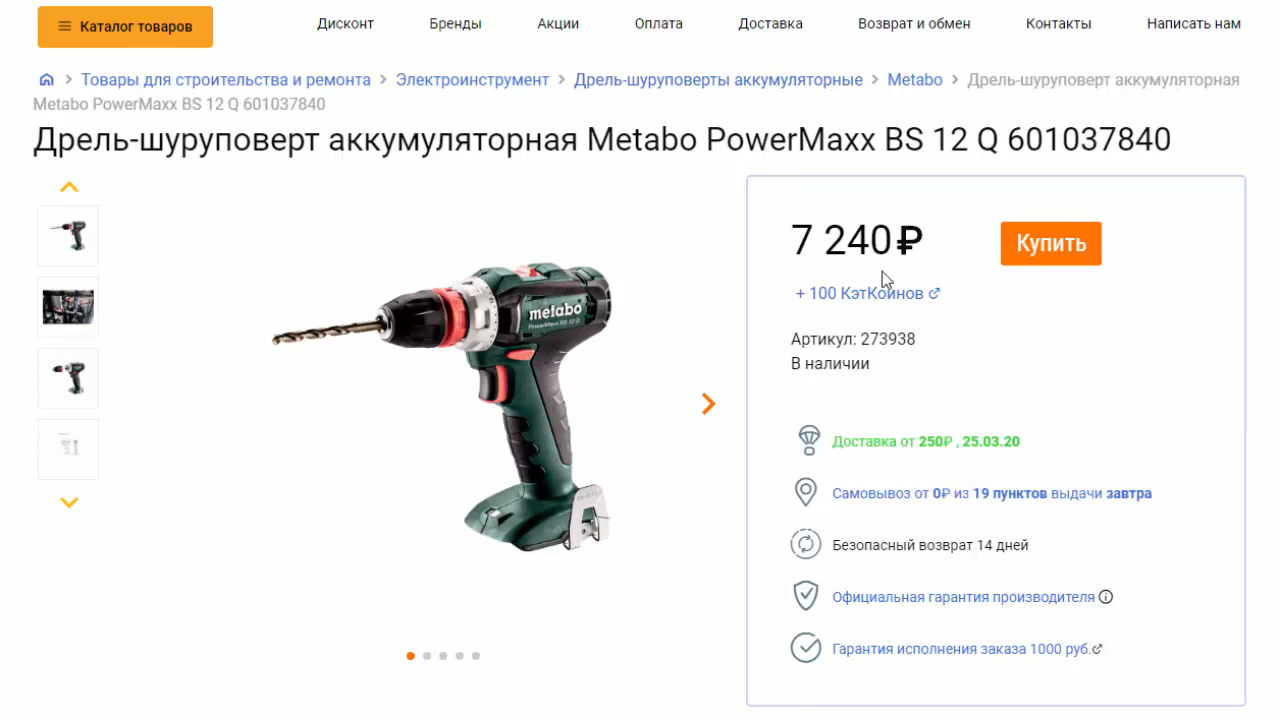 Каталог товаров
Дисконт Бренды Акции Оплата Доставка Возврат и обмен Контакты Написать нам
Товары для строительства и ремонта > Электроинструмент > Дрель-шуруповерты аккумуляторные > Metabo > Дрель-шуруповерт аккумуляторная
Metabo PowerMaxx BS 12 Q 601037840
Дрель-шуруповерт аккумуляторная Metabo PowerMaxx BS 12 Q 601037840
metabo
PowerMaxx BS 12 Q
7 240 ₽
Купить
+ 100 КэтКойнов
Артикул: 273938
В наличии
Доставка от 250₽ , 25.03.20
Самовывоз от 0₽ из 19 пунктов выдачи завтра
Безопасный возврат 14 дней
Официальная гарантия производителя
Гарантия исполнения заказа 1000 руб.